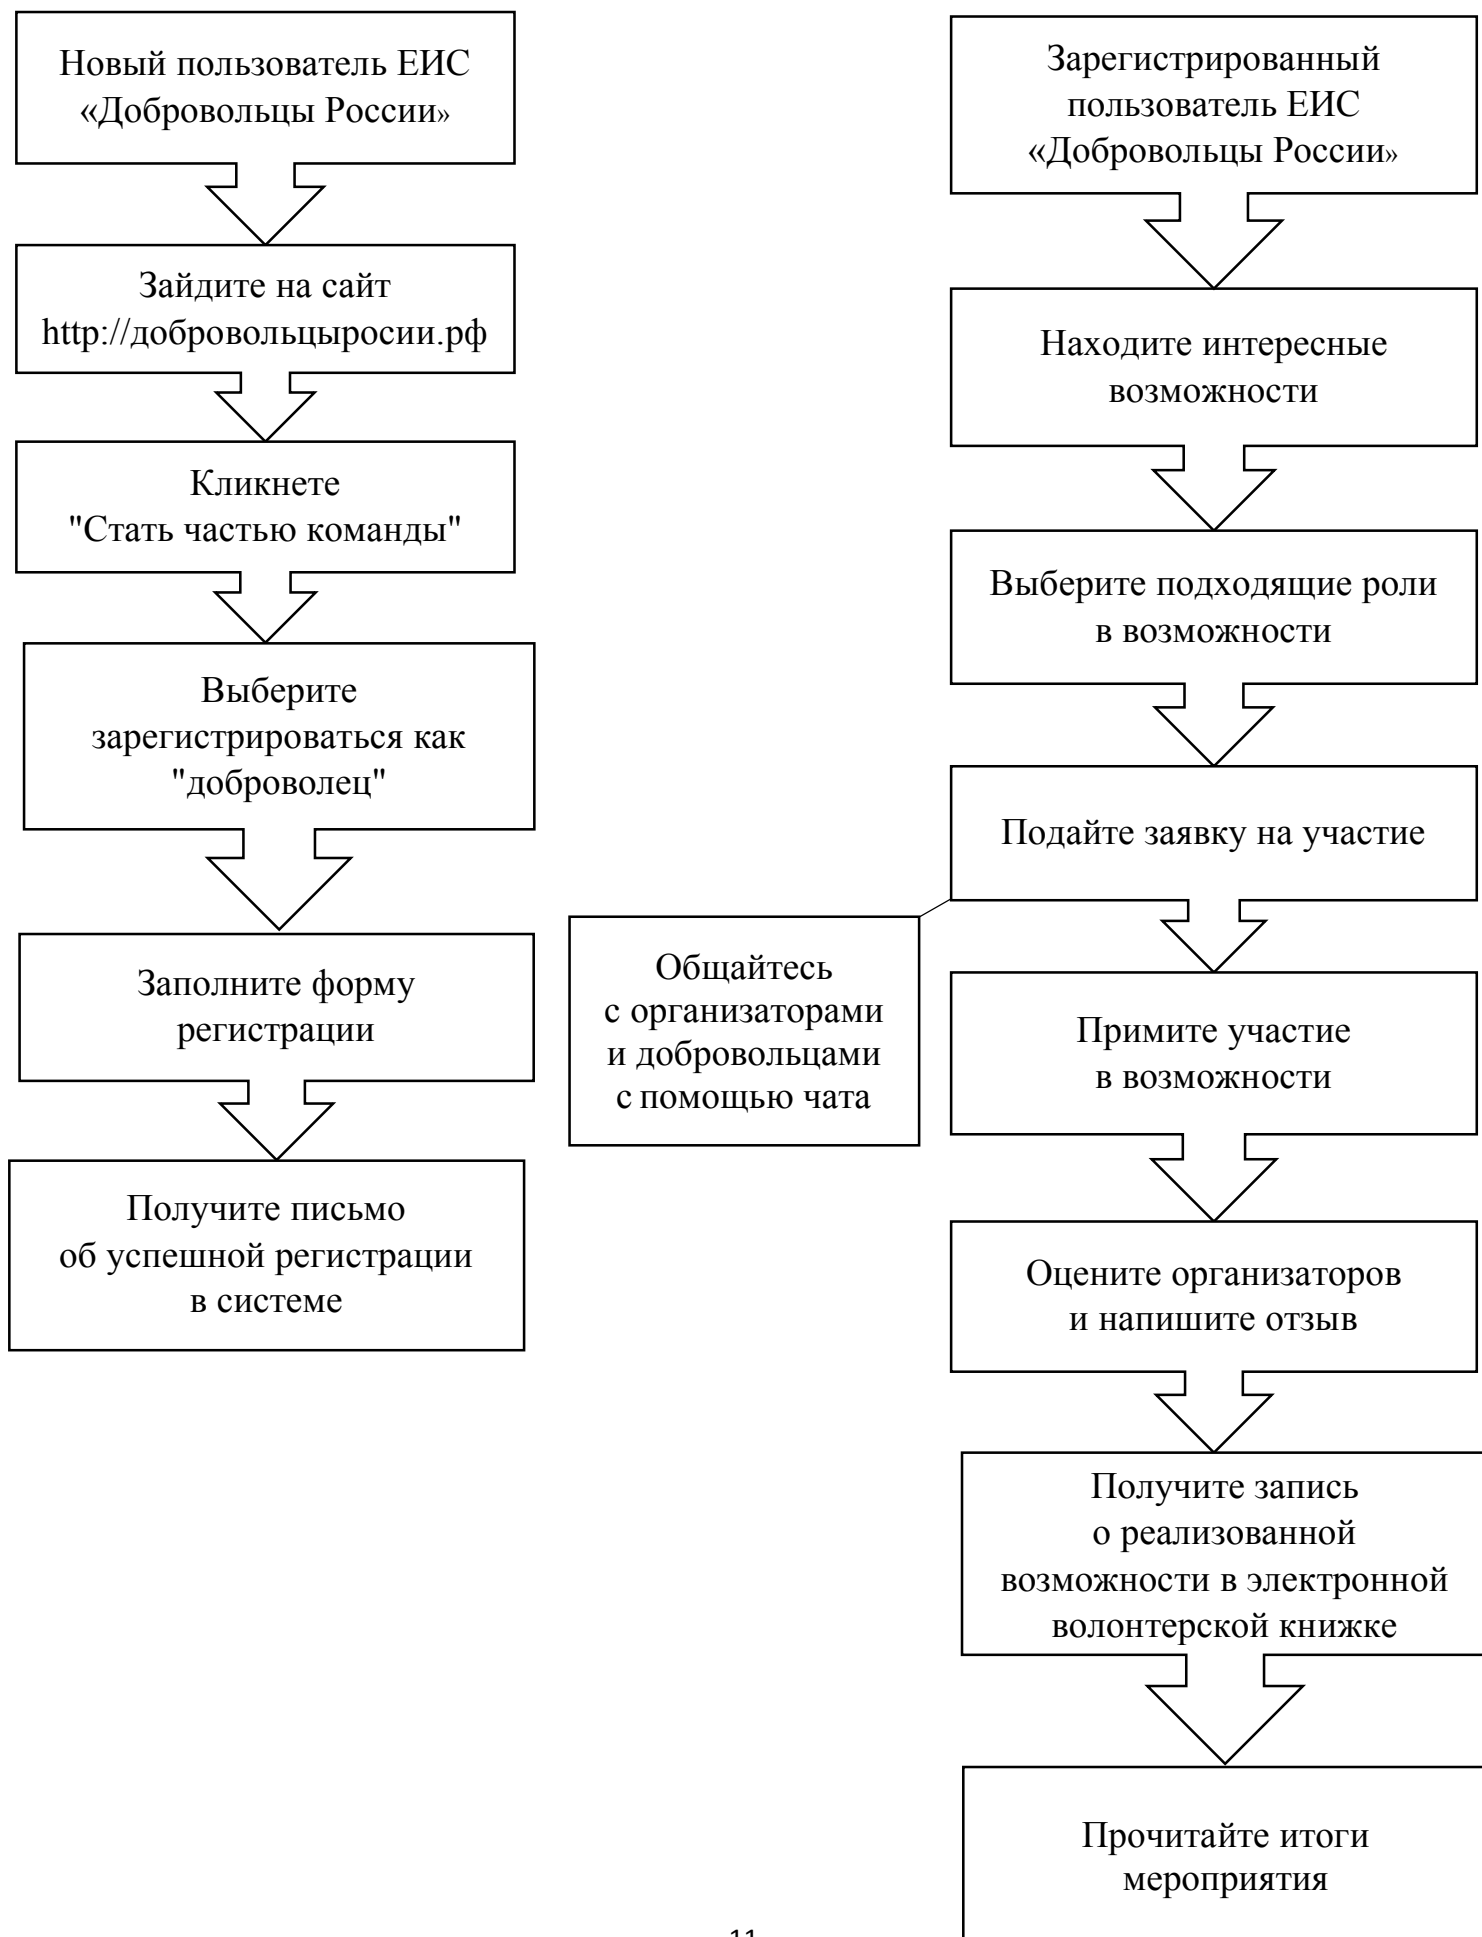 Новый пользователь ЕИС
«Добровольцы России»
Зайдите на сайт
http://добровольцыросии.рф
Кликнете
"Стать частью команды"
Выберите
зарегистрироваться как
"доброволец"
Заполните форму
регистрации
Получите письмо
об успешной регистрации
в системе
Зарегистрированный
пользователь ЕИС
«Добровольцы России»
Находите интересные
возможности
Выберите подходящие роли
в возможности
Подайте заявку на участие
Общайтесь
с организаторами
и добровольцами
с помощью чата
Примите участие
в возможности
Оцените организаторов
и напишите отзыв
Получите запись
о реализованной
возможности в электронной
волонтерской книжке
Прочитайте итоги
мероприятия
11